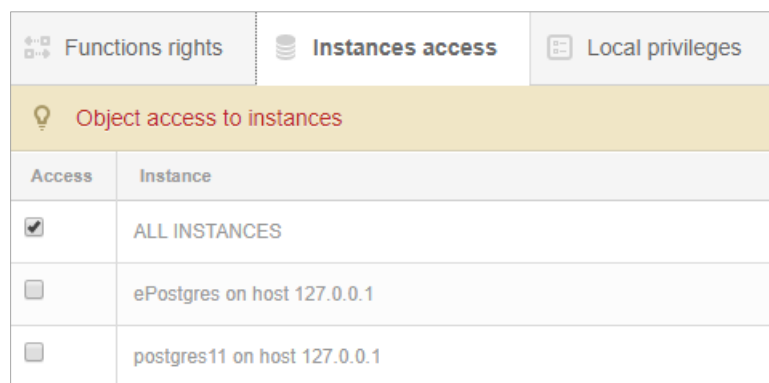 Functions rights
Instances access
Local privileges
Object access to instances
Access Instance
ALL INSTANCES
ePostgres on host 127.0.0.1
postgres11 on host 127.0.0.1